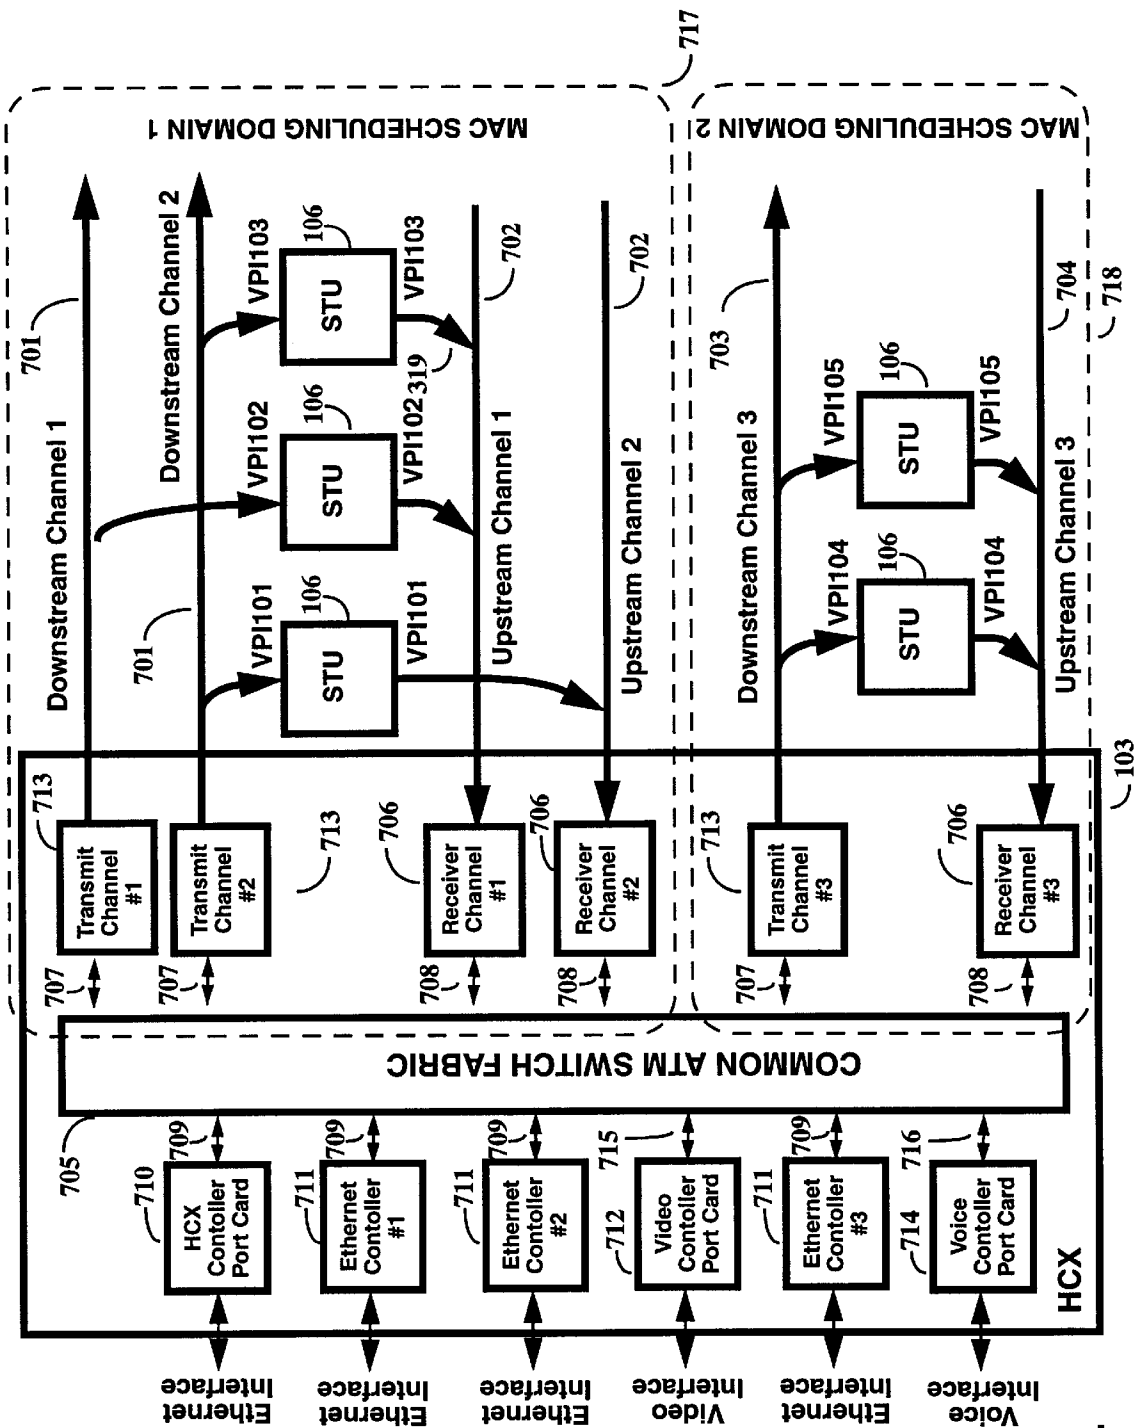 717
MAC SCHEDULING DOMAIN 1
MAC SCHEDULING DOMAIN 2
718
701
Downstream Channel 1
Downstream Channel 2
701
VPI101
VPI102
VPI103
106
106
106
STU
STU
STU
VPI101
VPI102
VPI103
319
702
Upstream Channel 1
702
Upstream Channel 2
703
Downstream Channel 3
VPI104
VPI105
106
106
STU
STU
VPI104
VPI105
704
Upstream Channel 3
103
713
Transmit
Channel
#1
Transmit
Channel
#2
713
706
Receiver
Channel
#1
706
Receiver
Channel
#2
713
Transmit
Channel
#3
706
Receiver
Channel
#3
707
707
708
708
707
708
COMMON ATM SWITCH FABRIC
705
709
709
709
715
709
716
710
HCX
Contoller
Port Card
711
Ethernet
Contoller
#1
711
Ethernet
Contoller
#2
712
Video
Contoller
Port Card
711
Ethernet
Contoller
#3
714
Voice
Contoller
Port Card
HCX
Ethernet
Interface
Ethernet
Interface
Ethernet
Interface
Video
Interface
Ethernet
Interface
Voice
Interface